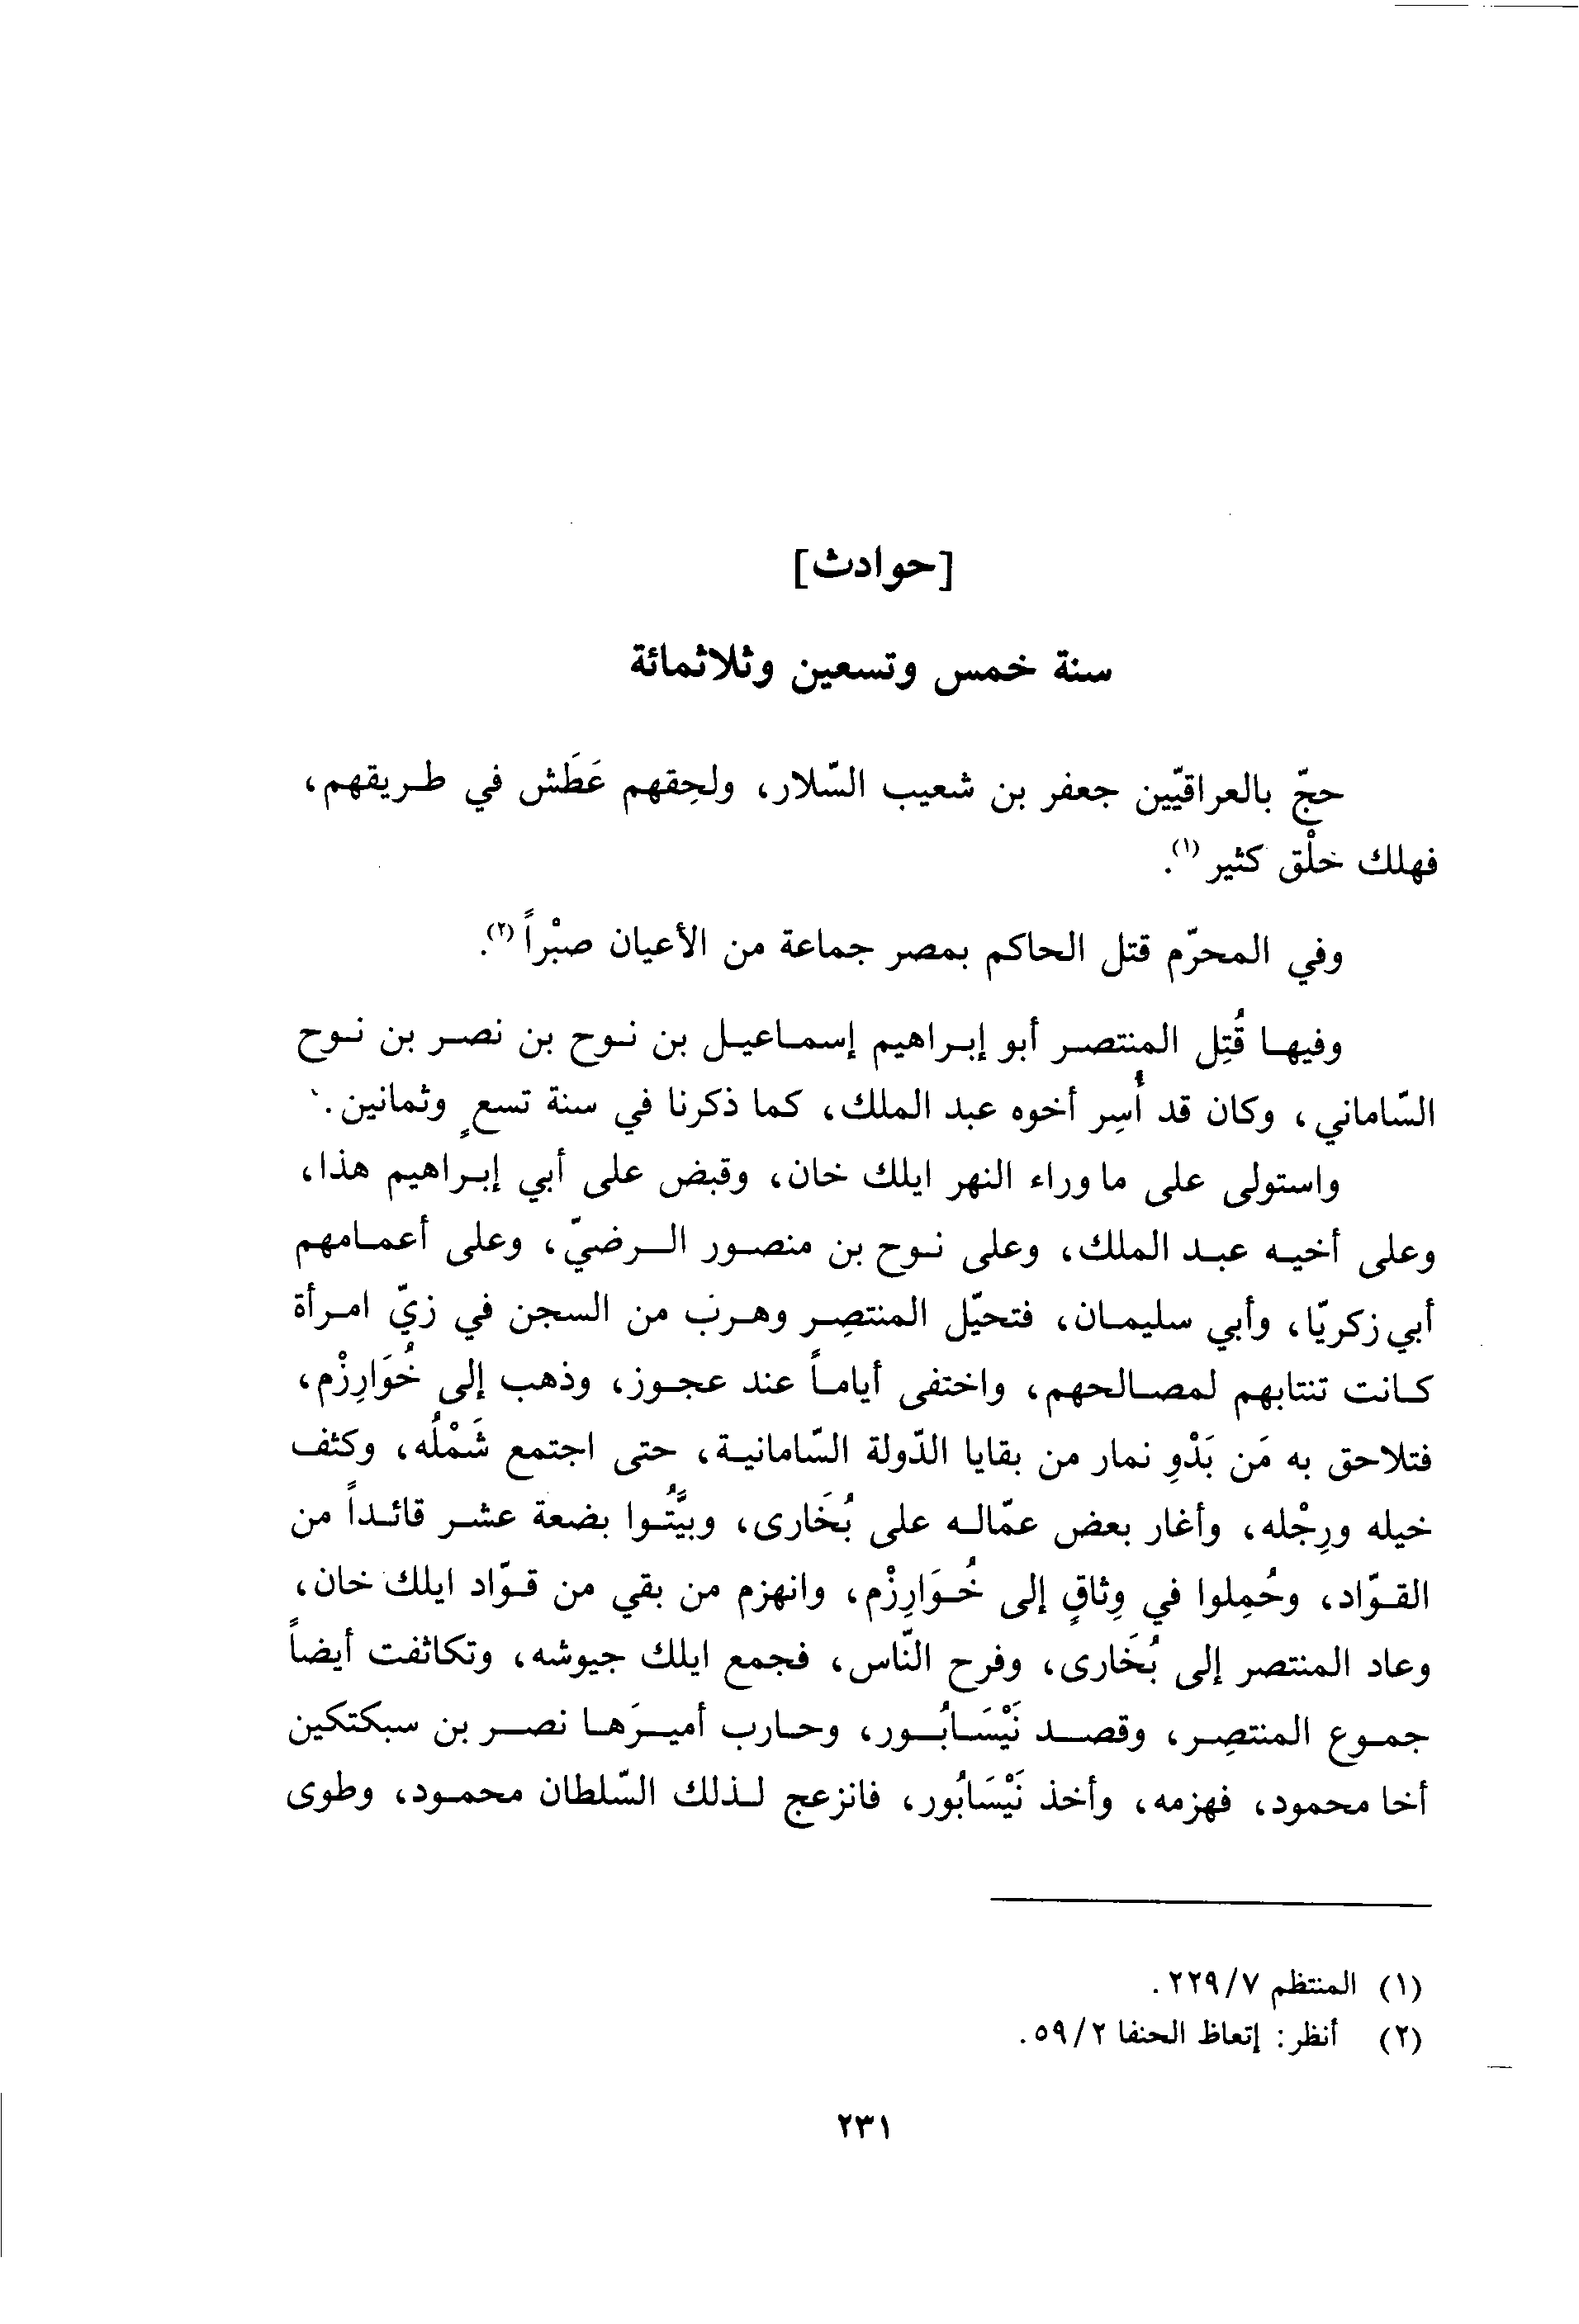 [حوادث]
سنة خمس وتسعين وثلاثمائة
حجّ بالعراقيّين جعفر بن شعيب السّلار، ولحِقهم عَطَش في طريقهم،
فهلك خلْق كثير (١).
وفي المحرّم قتل الحاكم بمصر جماعة من الأعيان صبْراً (٢).
وفيها قُتِل المنتصر أبو إبراهيم إسماعيل بن نوح بن نصر بن نوح
السّاماني، وكان قد أُسِر أخوه عبد الملك، كما ذكرنا في سنة تسعٍ وثمانين.
واستولى على ما وراء النهر ايلك خان، وقبض على أبي إبراهيم هذا،
وعلى أخيه عبد الملك، وعلى نوح بن منصور الرضيّ، وعلى أعمامهم
أبي زكريّا، وأبي سليمان، فتحيّل المنتصِر وهرب من السجن في زيّ امرأة
كانت تنتابهم لمصالحهم، واختفى أياماً عند عجوز، وذهب إلى خُوَارِزْم،
فتلاحق به مَن بَدْوِ نمار من بقايا الدّولة السّامانية، حتى اجتمع شَمْلُه، وكثف
خيله ورِجْله، وأغار بعض عمّاله على بُخَارى، وبيَّتُوا بضعة عشر قائداً من
القوّاد، وحُمِلوا في وِثاقٍ إلى خُوَارِزْم، وانهزم من بقي من قوّاد ايلك خان،
وعاد المنتصر إلى بُخَارى، وفرح النّاس، فجمع ايلك جيوشه، وتكاثفت أيضاً
جموع المنتصِر، وقصد نَيْسَابُور، وحارب أميرَها نصر بن سبكتكين
أخا محمود، فهزمه، وأخذ نَيْسَابُور، فانزعج لذلك السّلطان محمود، وطوى
(١) المنتظم ٢٢٩/٧.
(٢) أنظر: إتعاظ الحنفا ٥٩/٢.
٢٣١